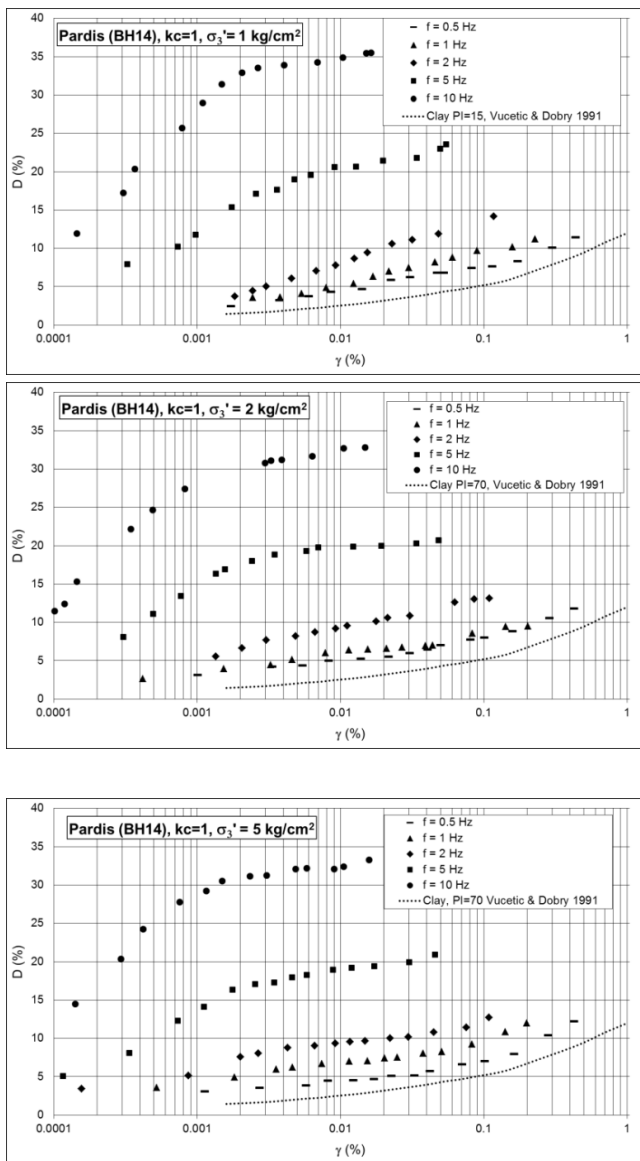 Pardis (BH14), kc=1, σ3'= 1 kg/cm²
f = 0.5 Hz
f = 1 Hz
f = 2 Hz
f = 5 Hz
f = 10 Hz
Clay PI=15, Vucetic & Dobry 1991
40
35
30
25
20
15
10
5
0
D (%)
0.0001
0.001
0.01
0.1
1
γ (%)
Pardis (BH14), kc=1, σ3' = 2 kg/cm²
f = 0.5 Hz
f = 1 Hz
f = 2 Hz
f = 5 Hz
f = 10 Hz
Clay PI=70, Vucetic & Dobry 1991
40
35
30
25
20
15
10
5
0
D (%)
0.0001
0.001
0.01
0.1
1
γ (%)
Pardis (BH14), kc=1, σ3' = 5 kg/cm²
f = 0.5 Hz
f = 1 Hz
f = 2 Hz
f = 5 Hz
f = 10 Hz
Clay, PI=70 Vucetic & Dobry 1991
40
35
30
25
20
15
10
5
0
D (%)
0.0001
0.001
0.01
0.1
1
γ (%)